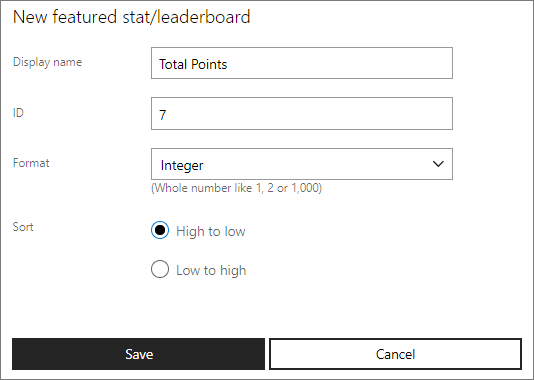 New featured stat/leaderboard
Display name
Total Points
ID
7
Format
Integer
(Whole number like 1, 2 or 1,000)
Sort
High to low
Low to high
Save
Cancel